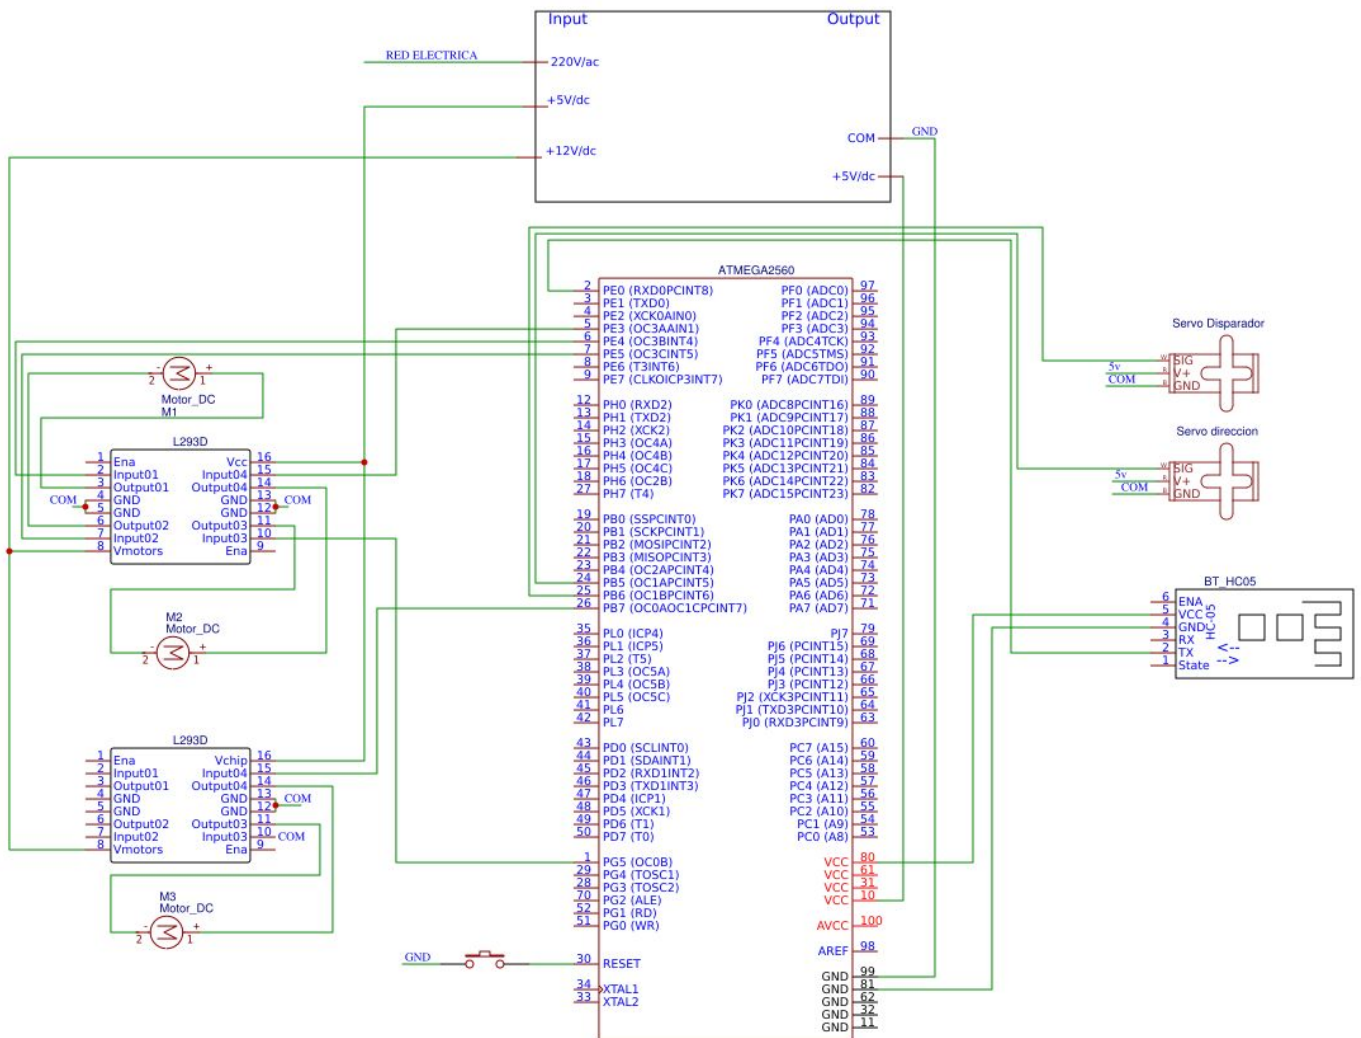 Input Output
RED ELECTRICA
220V/ac
+5V/dc
+12V/dc
COM GND
+5V/dc
ATMEGA2560
2 PE0 (RXD0PCINT8) PF0 (ADC0) 97
3 PE1 (TXD0) PF1 (ADC1) 96
4 PE2 (XCK0AIN0) PF2 (ADC2) 95
5 PE3 (OC3AAIN1) PF3 (ADC3) 94
6 PE4 (OC3BINT4) PF4 (ADC4TCK) 93
7 PE5 (OC3CINT5) PF5 (ADC5TMS) 92
8 PE6 (T3INT6) PF6 (ADC6TDO) 91
9 PE7 (CLKOICP3INT7) PF7 (ADC7TDI) 90
12 PH0 (RXD2) PK0 (ADC8PCINT16) 89
13 PH1 (TXD2) PK1 (ADC9PCINT17) 88
14 PH2 (XCK2) PK2 (ADC10PCINT18) 87
15 PH3 (OC4A) PK3 (ADC11PCINT19) 86
16 PH4 (OC4B) PK4 (ADC12PCINT20) 85
17 PH5 (OC4C) PK5 (ADC13PCINT21) 84
18 PH6 (OC2B) PK6 (ADC14PCINT22) 83
27 PH7 (T4) PK7 (ADC15PCINT23) 82
19 PB0 (SSPCINT0) PA0 (AD0) 78
20 PB1 (SCKPCINT1) PA1 (AD1) 77
21 PB2 (MOSIPCINT2) PA2 (AD2) 76
22 PB3 (MISOPCINT3) PA3 (AD3) 75
23 PB4 (OC2APCINT4) PA4 (AD4) 74
24 PB5 (OC1APCINT5) PA5 (AD5) 73
25 PB6 (OC1BPCINT6) PA6 (AD6) 72
26 PB7 (OC0AOC1CPCINT7) PA7 (AD7) 71
35 PL0 (ICP4) PJ7 79
36 PL1 (ICP5) PJ6 (PCINT15) 69
37 PL2 (T5) PJ5 (PCINT14) 68
38 PL3 (OC5A) PJ4 (PCINT13) 67
39 PL4 (OC5B) PJ3 (PCINT12) 66
40 PL5 (OC5C) PJ2 (XCK3PCINT11) 65
41 PL6 PJ1 (TXD3PCINT10) 64
42 PL7 PJ0 (RXD3PCINT9) 63
43 PD0 (SCLINT0) PC7 (A15) 60
44 PD1 (SDAINT1) PC6 (A14) 59
45 PD2 (RXD1INT2) PC5 (A13) 58
46 PD3 (TXD1INT3) PC4 (A12) 57
47 PD4 (ICP1) PC3 (A11) 56
48 PD5 (XCK1) PC2 (A10) 55
49 PD6 (T1) PC1 (A9) 54
50 PD7 (T0) PC0 (A8) 53
1 PG5 (OC0B) VCC 80
29 PG4 (TOSC1) VCC 61
28 PG3 (TOSC2) VCC 31
70 PG2 (ALE) VCC 10
52 PG1 (RD)
51 PG0 (WR) AVCC 100
AREF 98
GND
30 RESET
GND 99
34 XTAL1 GND 81
33 XTAL2 GND 62
GND 32
GND 11
- +
2 M 1
Motor_DC
M1
L293D
1 Ena Vcc 16
2 Input01 Input04 15
3 Output01 Output04 14
COM 4 GND GND 13 COM
5 GND GND 12
6 Output02 Output03 11
7 Input02 Input03 10
8 Vmotors Ena 9
M2
Motor_DC
- +
2 M 1
L293D
1 Ena Vchip 16
2 Input01 Input04 15
3 Output01 Output04 14
4 GND GND 13 COM
5 GND GND 12
6 Output02 Output03 11
7 Input02 Input03 10 COM
8 Vmotors Ena 9
M3
Motor_DC
- +
2 M 1
Servo Disparador
SIG
5v V+
COM GND
Servo direccion
SIG
5v V+
COM GND
BT_HC05
6 ENA
5 VCC
4 GND
3 RX
2 TX
1 State
HC-05
<--
-->